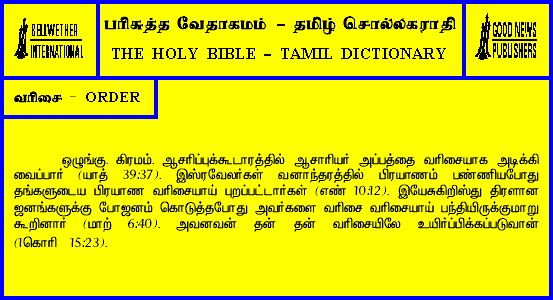 BELLWETHER
INTERNATIONAL
பரிசுத்த வேதாகமம் - தமிழ் சொல்லகராதி
THE HOLY BIBLE - TAMIL DICTIONARY
GOOD NEWS
PUBLISHERS
வரிசை - ORDER
ஒழுங்கு. கிரமம். ஆசரிப்புக்கூடாரத்தில் ஆசாரியர் அப்பத்தை வரிசையாக அடிக்கி
வைப்பார் (யாத் 39:37). இஸ்ரவேலர்கள் வனாந்தரத்தில் பிரயாணம் பண்ணியபோது
தங்களுடைய பிரயாண வரிசையாய் புறப்பட்டார்கள் (எண் 10:12). இயேசுகிறிஸ்து திரளான
ஜனங்களுக்கு போஜனம் கொடுத்தபோது அவர்களை வரிசை வரிசையாய் பந்தியிருக்குமாறு
கூறினார் (மாற் 6:40). அவனவன் தன் தன் வரிசையிலே உயிர்ப்பிக்கப்படுவான்
(1கொரி 15:23).